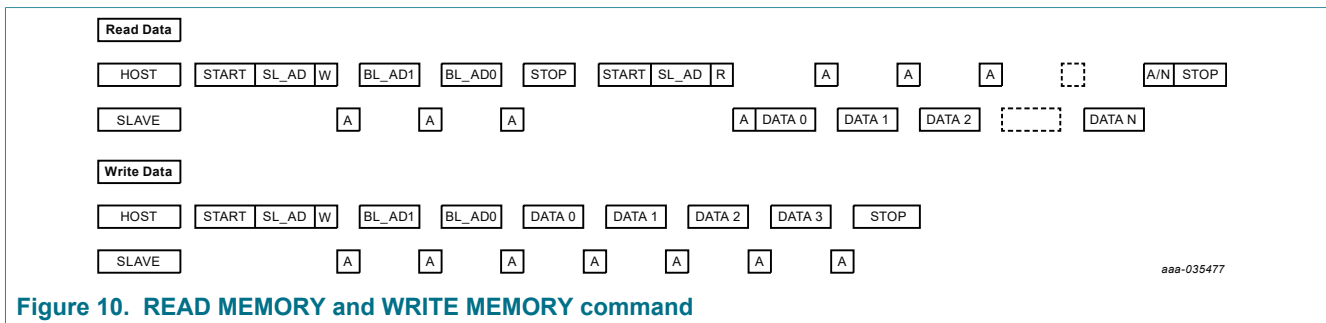 Read Data
HOST START SL_AD W BL_AD1 BL_AD0 STOP START SL_AD R A A A A/N STOP
SLAVE A A A A DATA 0 DATA 1 DATA 2 DATA N
Write Data
HOST START SL_AD W BL_AD1 BL_AD0 DATA 0 DATA 1 DATA 2 DATA 3 STOP
SLAVE A A A A A A A
aaa-035477
Figure 10. READ MEMORY and WRITE MEMORY command